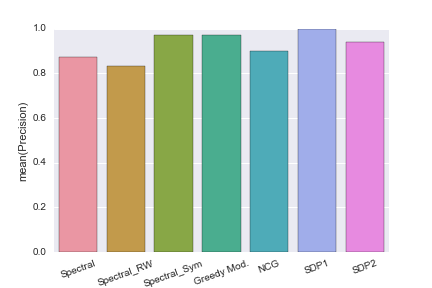 1.0
0.8
0.6
0.4
0.2
0.0
mean(Precision)
Spectral
Spectral_RW
Spectral_Sym
Greedy Mod.
NCG
SDP1
SDP2